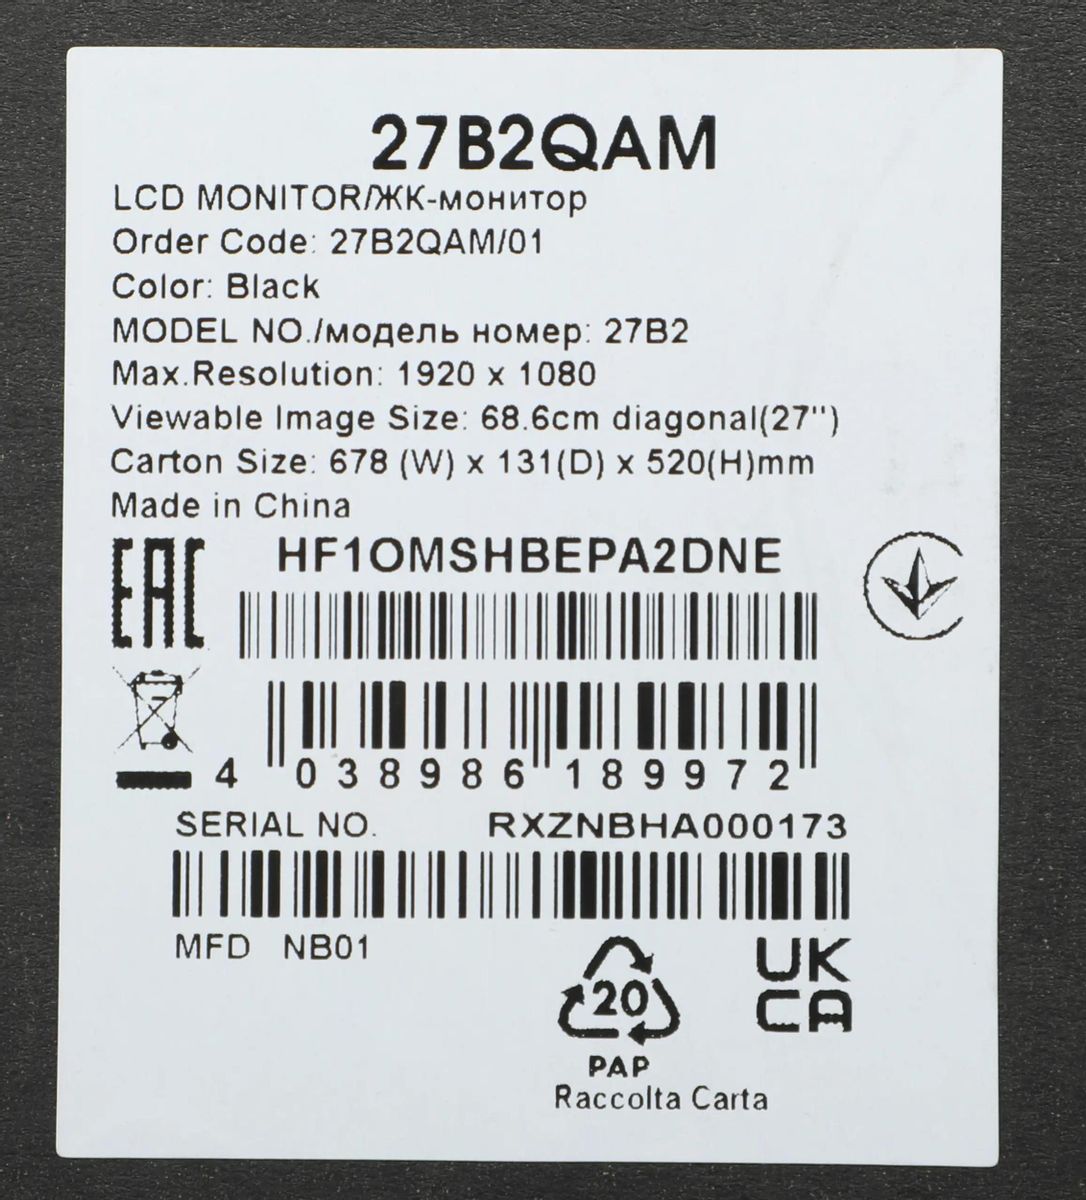 27B2QAM
LCD MONITOR/ЖК-монитор
Order Code: 27B2QAM/01
Color: Black
MODEL NO./модель номер: 27B2
Max.Resolution: 1920 x 1080
Viewable Image Size: 68.6cm diagonal(27")
Carton Size: 678 (W) x 131(D) x 520(H)mm
Made in China
EAC
HF1OMSHBEPA2DNE
4 038986 189972
SERIAL NO. RXZNBHA000173
MFD NB01
20
PAP
Raccolta Carta
UK
CA